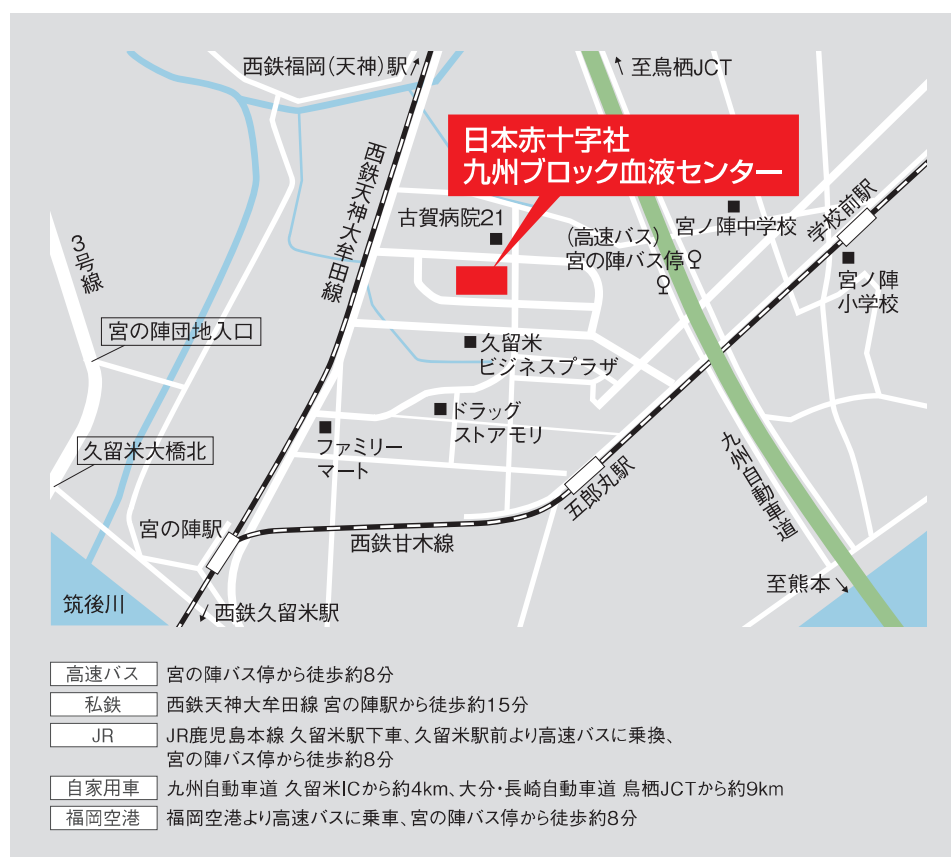 西鉄福岡(天神)駅↗
↖至鳥栖JCT
日本赤十字社
九州ブロック血液センター
西鉄天神大牟田線
古賀病院21
(高速バス)
宮の陣バス停
宮ノ陣中学校
学校前駅
宮ノ陣
小学校
3号線
宮の陣団地入口
久留米
ビジネスプラザ
ドラッグ
ストアモリ
ファミリー
マート
久留米大橋北
五郎丸駅
九州自動車道
宮の陣駅
西鉄甘木線
至熊本↘
筑後川
↙西鉄久留米駅
高速バス 宮の陣バス停から徒歩約8分
私鉄 西鉄天神大牟田線 宮の陣駅から徒歩約15分
JR JR鹿児島本線 久留米駅下車、久留米駅前より高速バスに乗換、
宮の陣バス停から徒歩約8分
自家用車 九州自動車道 久留米ICから約4km、大分・長崎自動車道 鳥栖JCTから約9km
福岡空港 福岡空港より高速バスに乗車、宮の陣バス停から徒歩約8分